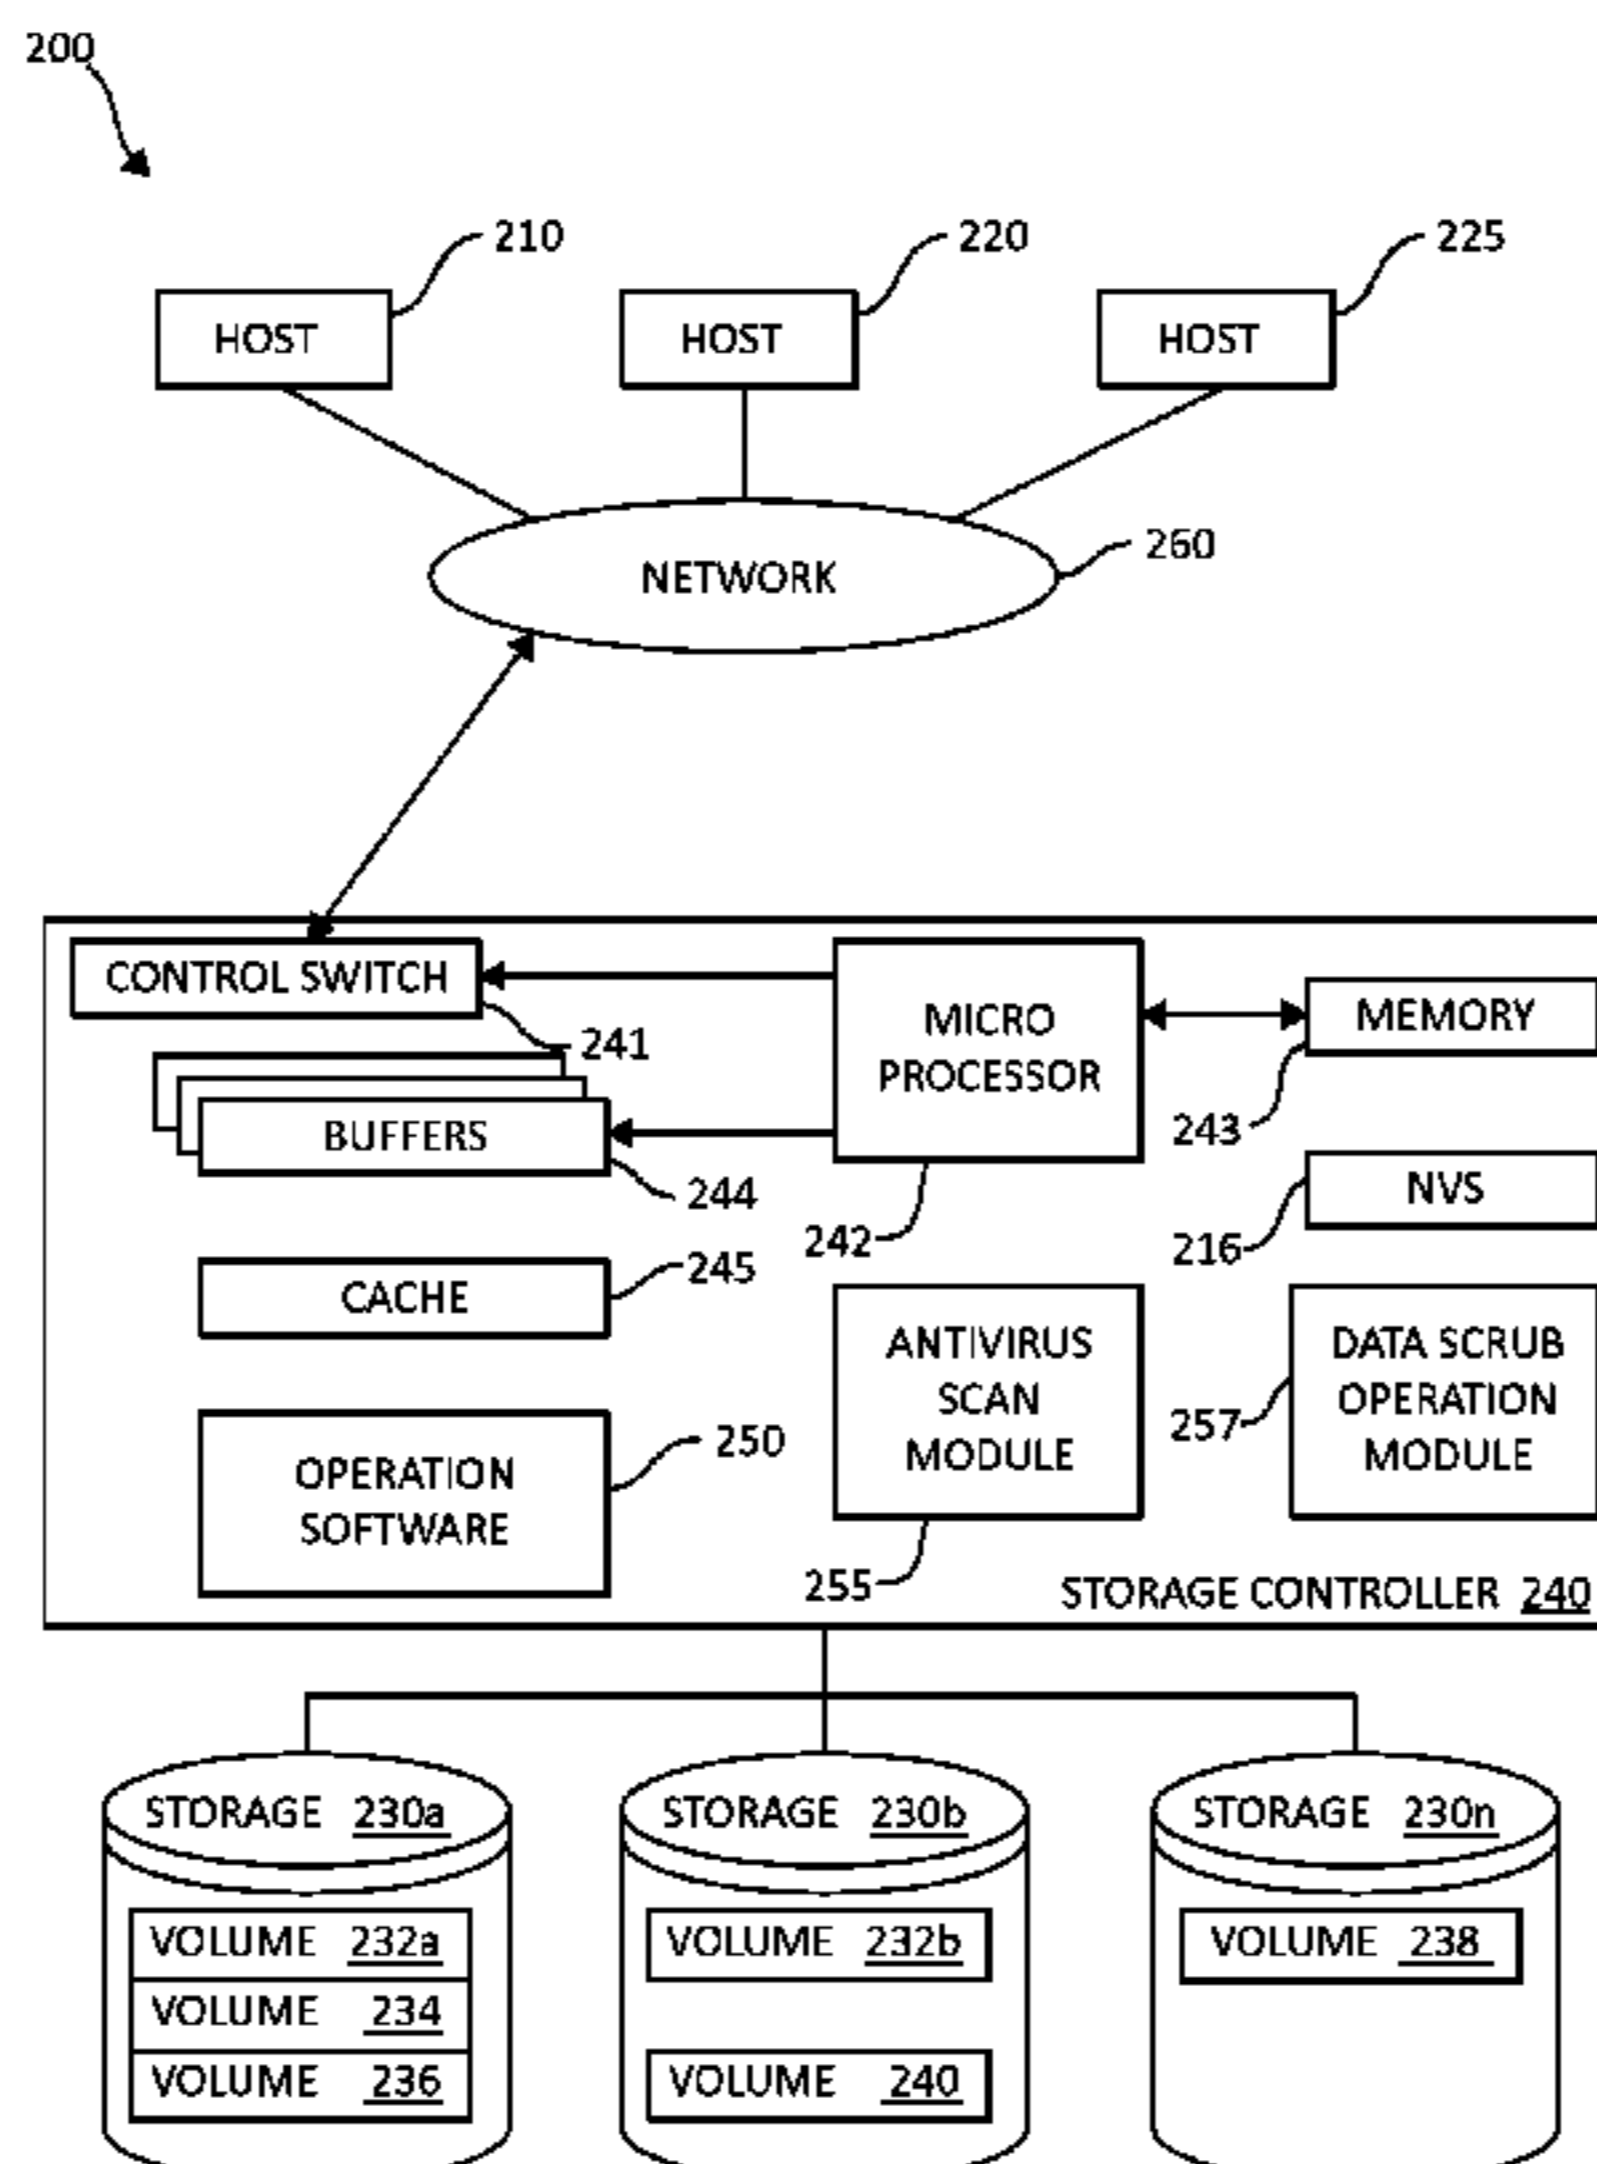 200
210
220
225
HOST
HOST
HOST
260
NETWORK
CONTROL SWITCH
241
MICRO
PROCESSOR
MEMORY
243
BUFFERS
244
242
NVS
216
CACHE
245
ANTIVIRUS
SCAN
MODULE
255
DATA SCRUB
OPERATION
MODULE
257
OPERATION
SOFTWARE
250
STORAGE CONTROLLER 240
STORAGE 230a
VOLUME 232a
VOLUME 234
VOLUME 236
STORAGE 230b
VOLUME 232b
VOLUME 240
STORAGE 230n
VOLUME 238